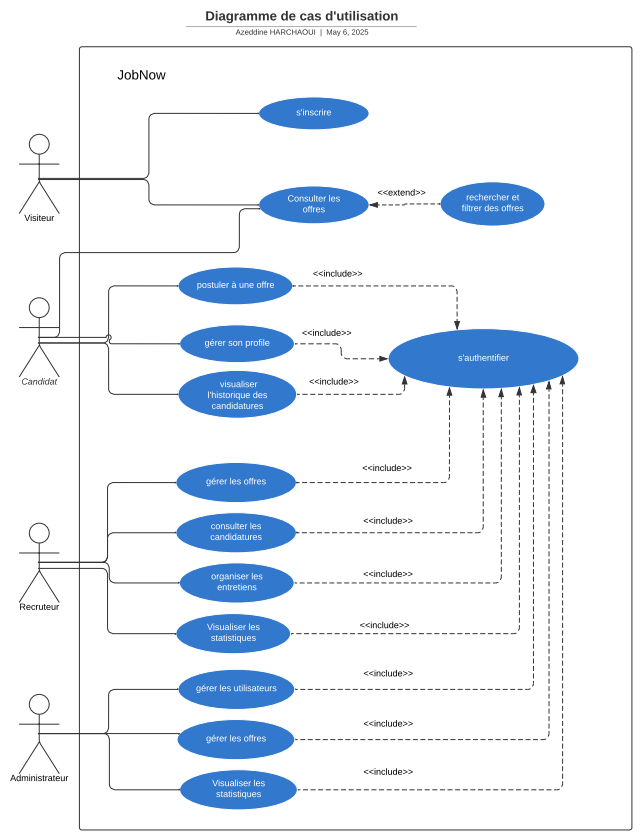 Diagramme de cas d'utilisation
Azeddine HARCHAOUI | May 6, 2025
JobNow
s'inscrire
Visiteur
Consulter les
offres
<<extend>>
rechercher et
filtrer des offres
postuler à une offre
<<include>>
gérer son profile
<<include>>
s'authentifier
Candidat
visualiser
l'historique des
candidatures
<<include>>
gérer les offres
<<include>>
consulter les
candidatures
<<include>>
organiser les
entretiens
<<include>>
Recruteur
Visualiser les
statistiques
<<include>>
gérer les utilisateurs
<<include>>
gérer les offres
<<include>>
Administrateur
Visualiser les
statistiques
<<include>>